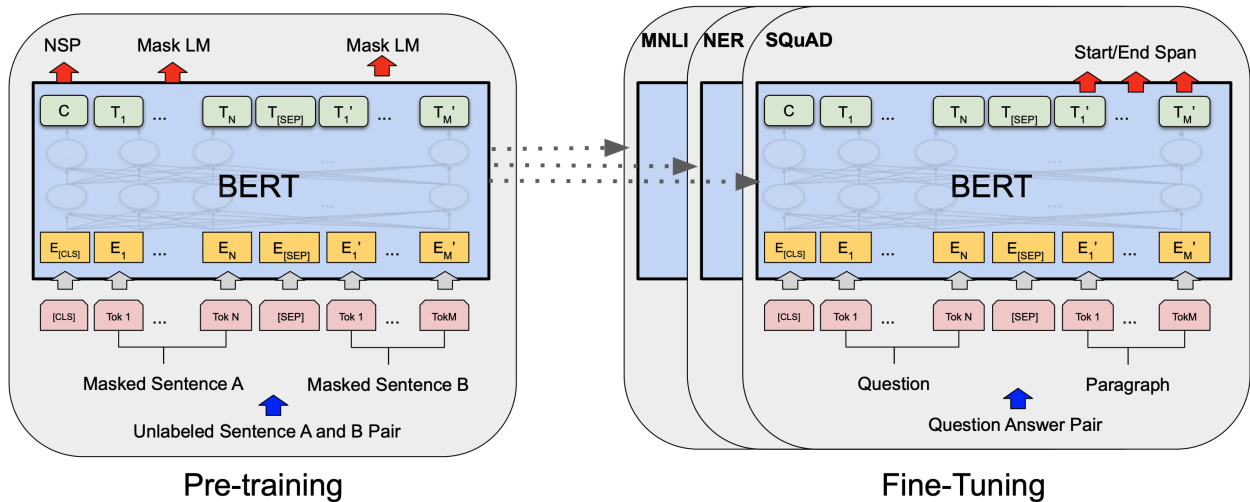 NSP Mask LM Mask LM
C T1 ... TN T[SEP] T1' ... TM'
...
BERT
...
E[CLS] E1 ... EN E[SEP] E1' ... EM'
[CLS] Tok 1 ... Tok N [SEP] Tok 1 ... TokM
Masked Sentence A Masked Sentence B
Unlabeled Sentence A and B Pair
Pre-training
MNLI NER SQuAD
Start/End Span
C T1 ... TN T[SEP] T1' ... TM'
...
BERT
...
E[CLS] E1 ... EN E[SEP] E1' ... EM'
[CLS] Tok 1 ... Tok N [SEP] Tok 1 ... TokM
Question Paragraph
Question Answer Pair
Fine-Tuning